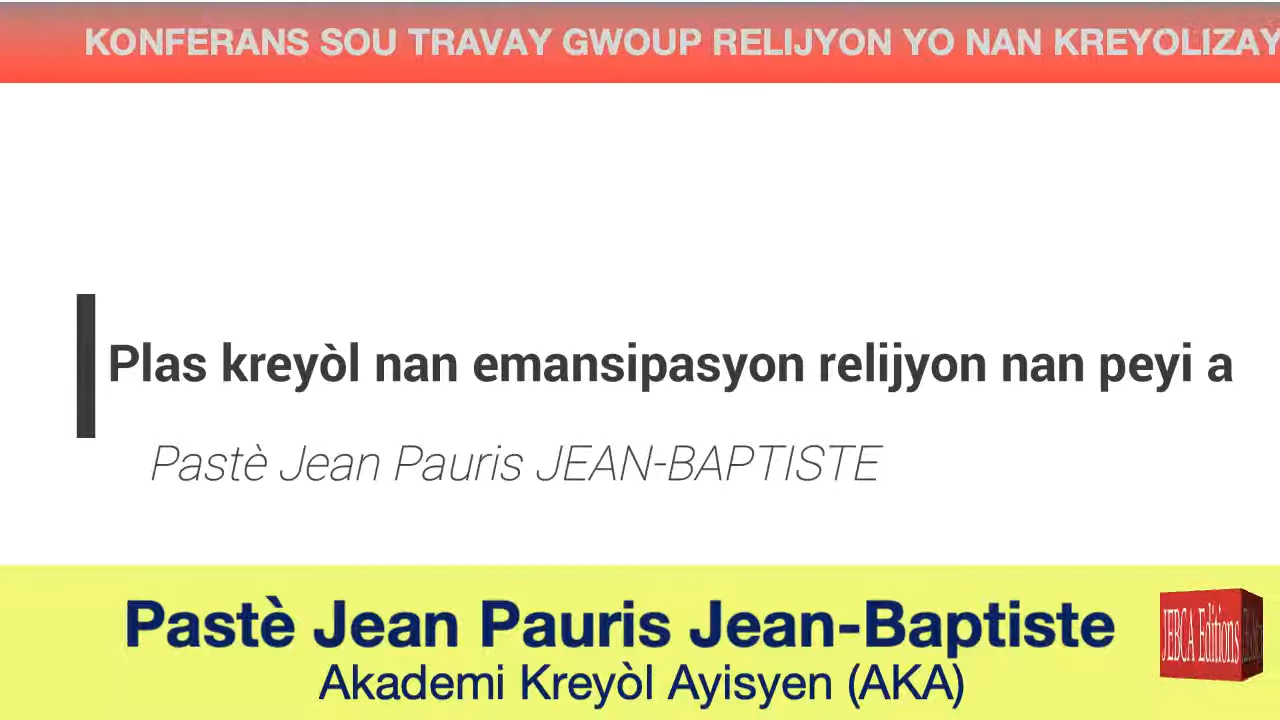 KONFERANS SOU TRAVAY GWOUP RELIJYON YO NAN KREYOLIZAY
Plas kreyòl nan emansipasyon relijyon nan peyi a
Pastè Jean Pauris JEAN-BAPTISTE
Pastè Jean Pauris Jean-Baptiste
Akademi Kreyòl Ayisyen (AKA)
JEBCA Editions